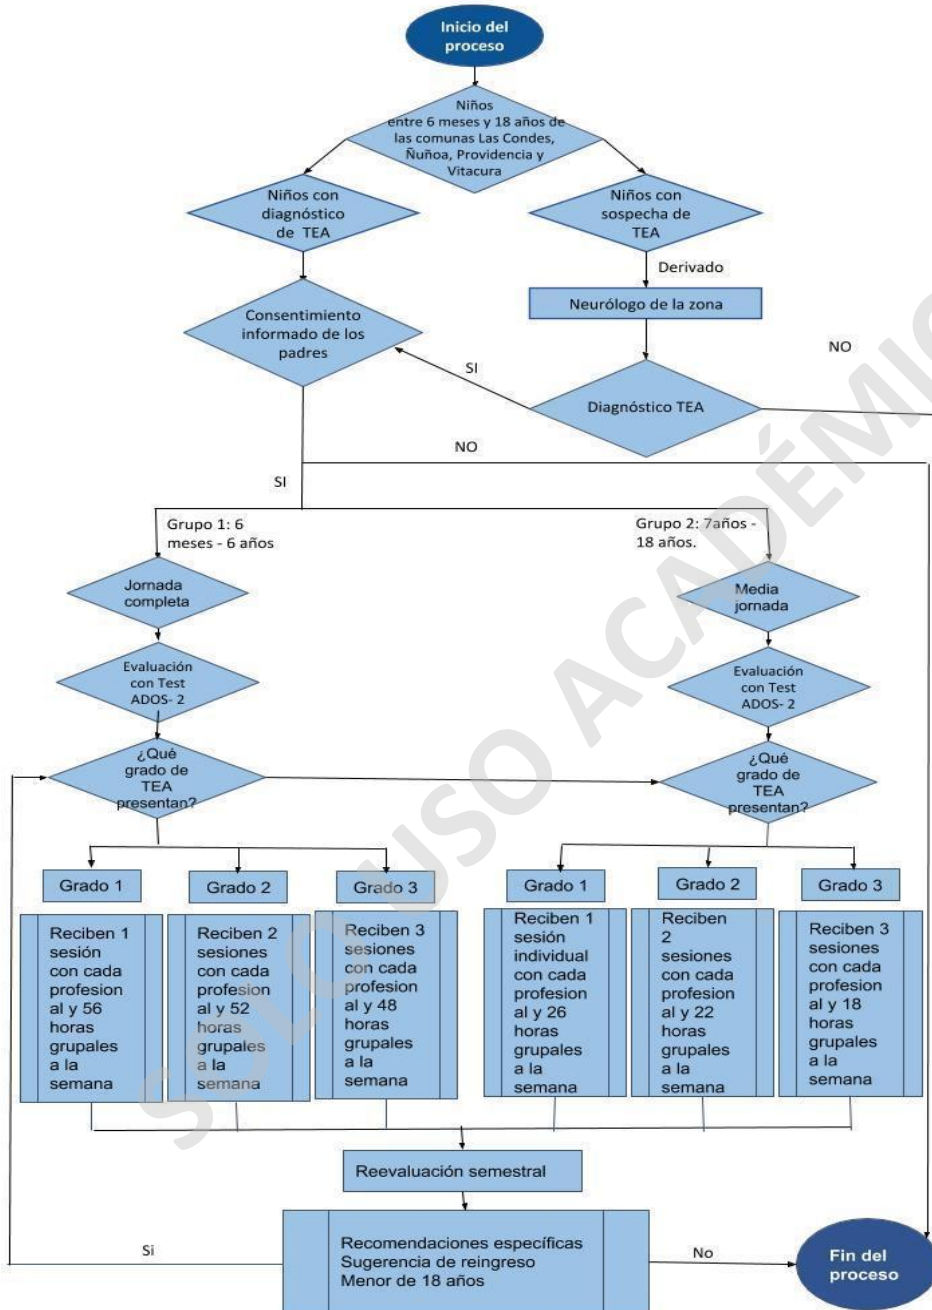 Inicio del
proceso
Niños
entre 6 meses y 18 años de
las comunas Las Condes,
Ñuñoa, Providencia y
Vitacura
Niños con
diagnóstico
de TEA
Niños con
sospecha de
TEA
Derivado
Neurólogo de la zona
Consentimiento
informado de los
padres
SI
Diagnóstico TEA
NO
NO
SI
Grupo 1: 6
meses - 6 años
Grupo 2: 7años -
18 años.
Jornada
completa
Media
jornada
Evaluación
con Test
ADOS- 2
Evaluación
con Test
ADOS- 2
¿Qué
grado de
TEA
presentan?
¿Qué
grado de
TEA
presentan?
Grado 1
Grado 2
Grado 3
Grado 1
Grado 2
Grado 3
Reciben 1
sesión
con cada
profesion
al y 56
horas
grupales
a la
semana
Reciben 2
sesiones
con cada
profesion
al y 52
horas
grupales
a la
semana
Reciben 3
sesiones
con cada
profesion
al y 48
horas
grupales
a la
semana
Reciben 1
sesión
individual
con cada
profesion
al y 26
horas
grupales
a la
semana
Reciben
2
sesiones
con cada
profesion
al y 22
horas
grupales
a la
semana
Reciben 3
sesiones
con cada
profesion
al y 18
horas
grupales
a la
semana
Reevaluación semestral
Si
Recomendaciones específicas
Sugerencia de reingreso
Menor de 18 años
No
Fin del
proceso
SOLO USO ACADÉMIC